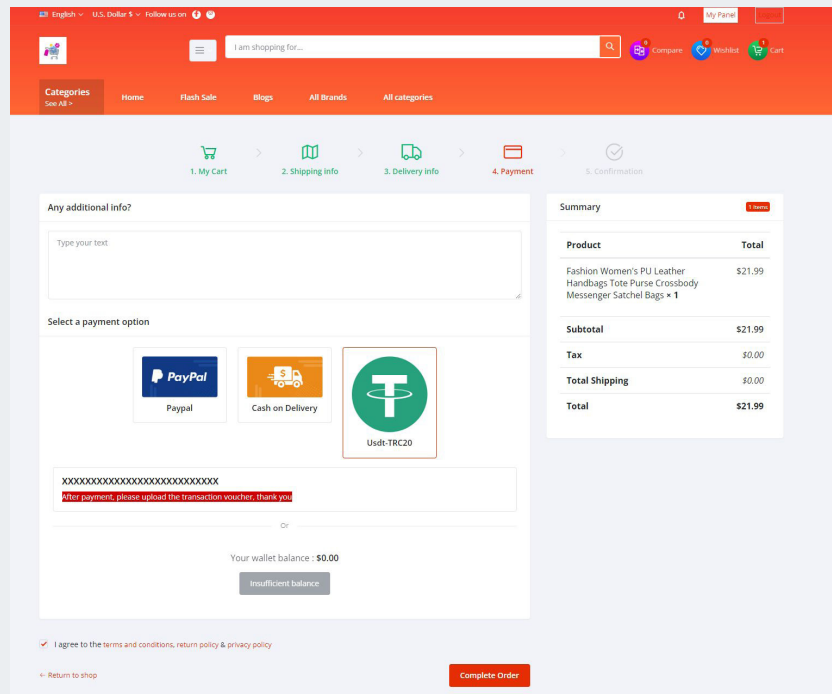 English U.S. Dollar $ Follow us on
My Panel
Logout
I am shopping for...
0 Compare
0 Wishlist
1 Cart
Categories
See All >
Home
Flash Sale
Blogs
All Brands
All categories
1. My Cart
2. Shipping info
3. Delivery info
4. Payment
5. Confirmation
Any additional info?
Type your text
Select a payment option
PayPal
Paypal
Cash on Delivery
Usdt-TRC20
XXXXXXXXXXXXXXXXXXXXXXXXXXX
After payment, please upload the transaction voucher, thank you
Or
Your wallet balance : $0.00
Insufficient balance
I agree to the terms and conditions, return policy & privacy policy
← Return to shop
Complete Order
Summary
1 Items
Product Total
Fashion Women's PU Leather $21.99
Handbags Tote Purse Crossbody
Messenger Satchel Bags × 1
Subtotal $21.99
Tax $0.00
Total Shipping $0.00
Total $21.99